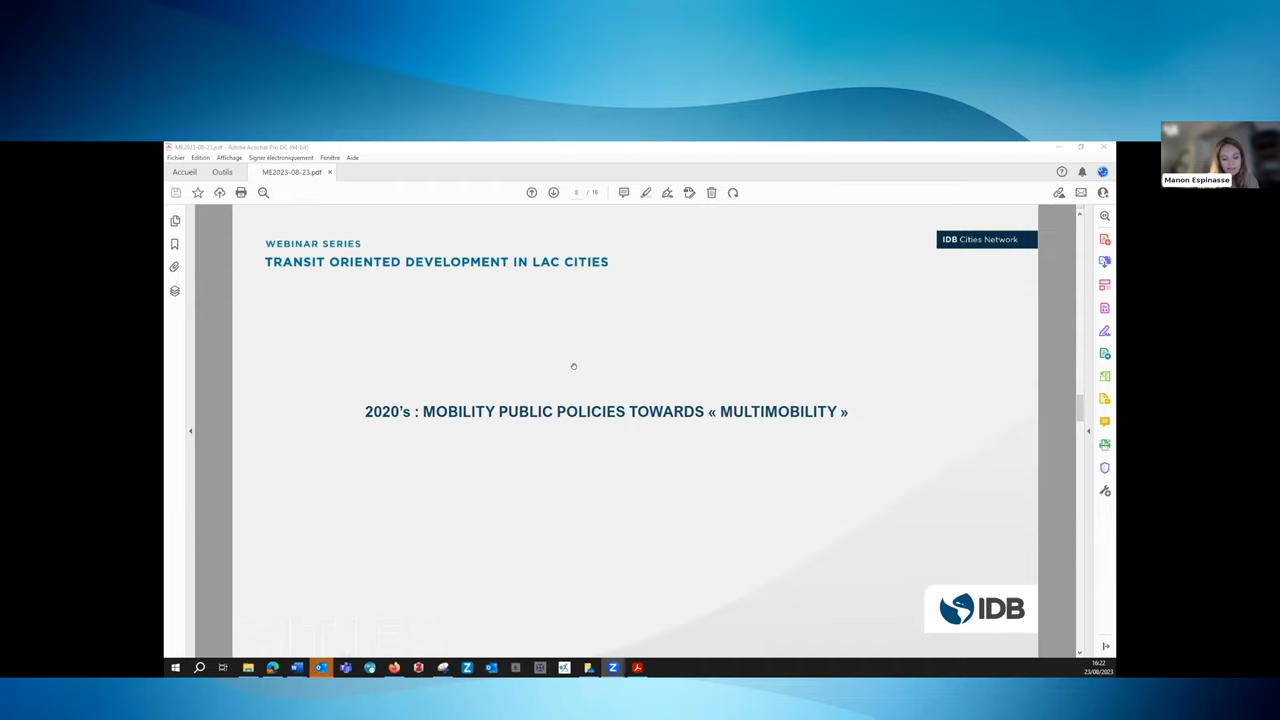 ME2023-08-23.pdf - Adobe Acrobat Pro DC (64-bit)
Fichier Edition Affichage Signer électroniquement Fenêtre Aide
Accueil Outils ME2023-08-23.pdf ×
8 / 16
Manon Espinasse
WEBINAR SERIES
IDB Cities Network
TRANSIT ORIENTED DEVELOPMENT IN LAC CITIES
2020’s : MOBILITY PUBLIC POLICIES TOWARDS « MULTIMOBILITY »
IDB
16:22
23/08/2023